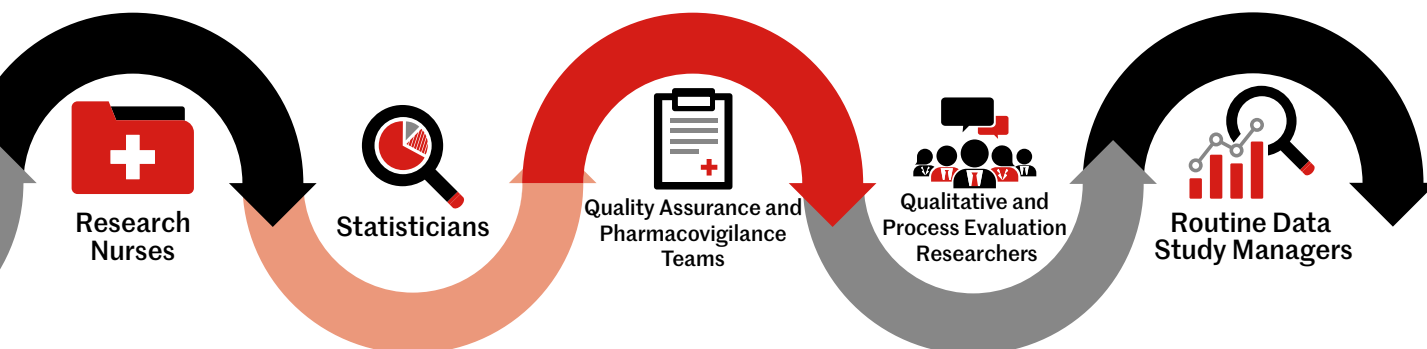 Research
Nurses
Statisticians
Quality Assurance and
Pharmacovigilance
Teams
Qualitative and
Process Evaluation
Researchers
Routine Data
Study Managers